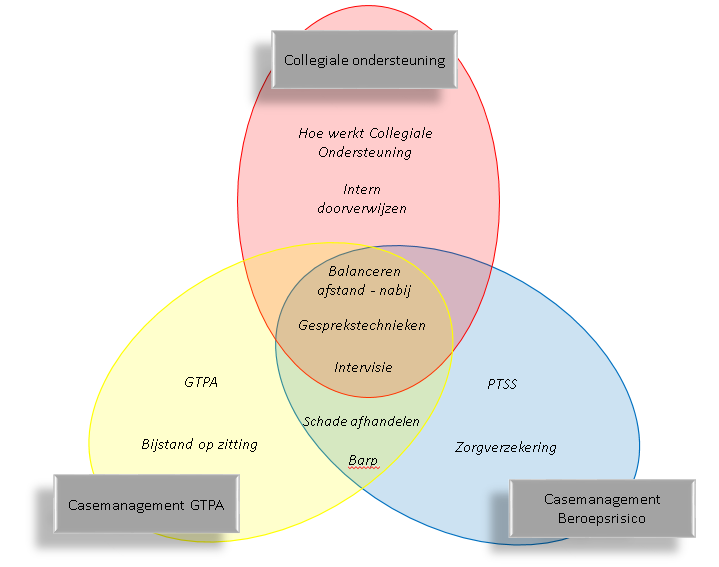 Collegiale ondersteuning
Hoe werkt Collegiale
Ondersteuning
Intern
doorverwijzen
Balanceren
afstand - nabij
Gesprekstechnieken
Intervisie
GTPA
PTSS
Schade afhandelen
Bijstand op zitting
Zorgverzekering
Barp
Casemanagement GTPA
Casemanagement
Beroepsrisico